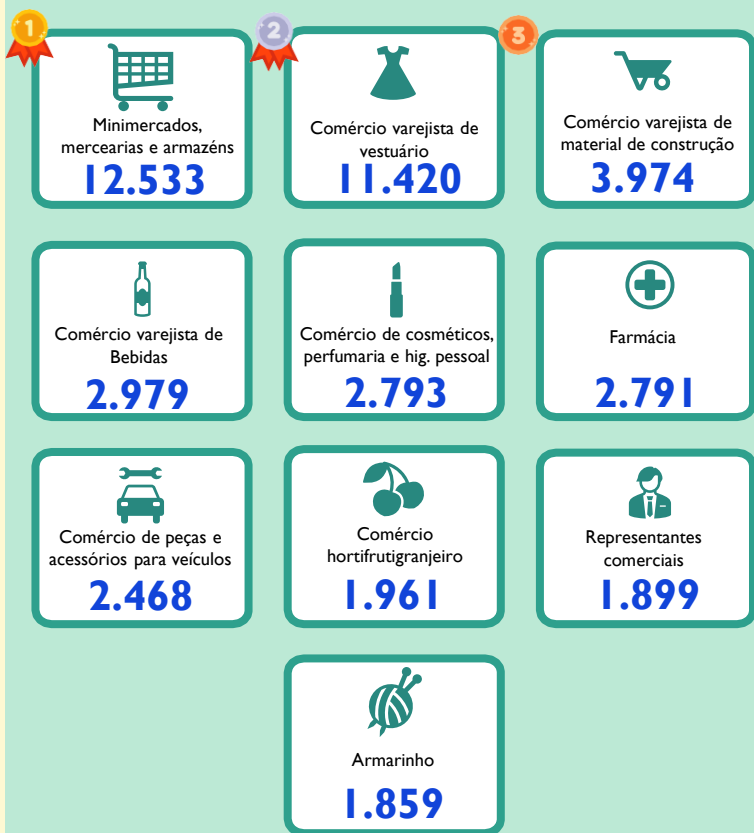 1
2
3
Minimercados,
mercearias e armazéns
12.533
Comércio varejista de
vestuário
11.420
Comércio varejista de
material de construção
3.974
Comércio varejista de
Bebidas
2.979
Comércio de cosméticos,
perfumaria e hig. pessoal
2.793
Farmácia
2.791
Comércio de peças e
acessórios para veículos
2.468
Comércio
hortifrutigranjeiro
1.961
Representantes
comerciais
1.899
Armarinho
1.859